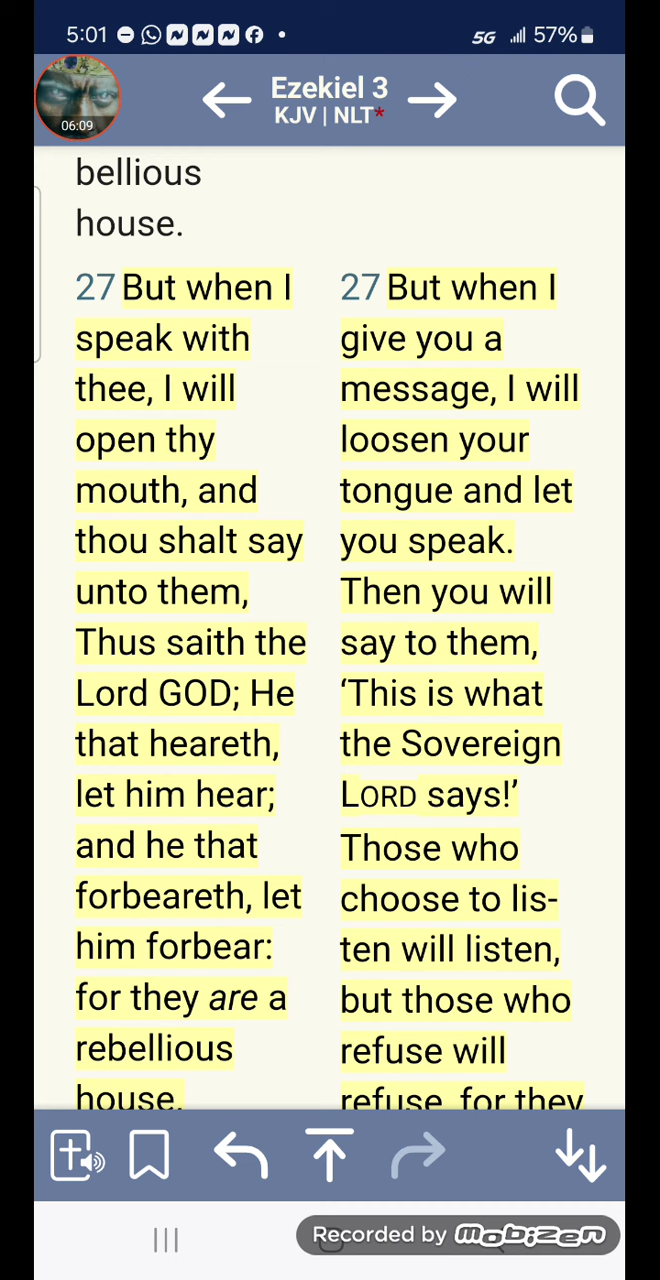 5:01
5G
57%
06:09
Ezekiel 3
KJV | NLT*
bellious
house.
27 But when I
speak with
thee, I will
open thy
mouth, and
thou shalt say
unto them,
Thus saith the
Lord GOD; He
that heareth,
let him hear;
and he that
forbeareth, let
him forbear:
for they are a
rebellious
house.
27 But when I
give you a
message, I will
loosen your
tongue and let
you speak.
Then you will
say to them,
‘This is what
the Sovereign
LORD says!’
Those who
choose to lis-
ten will listen,
but those who
refuse will
refuse, for they
Recorded by mobizen